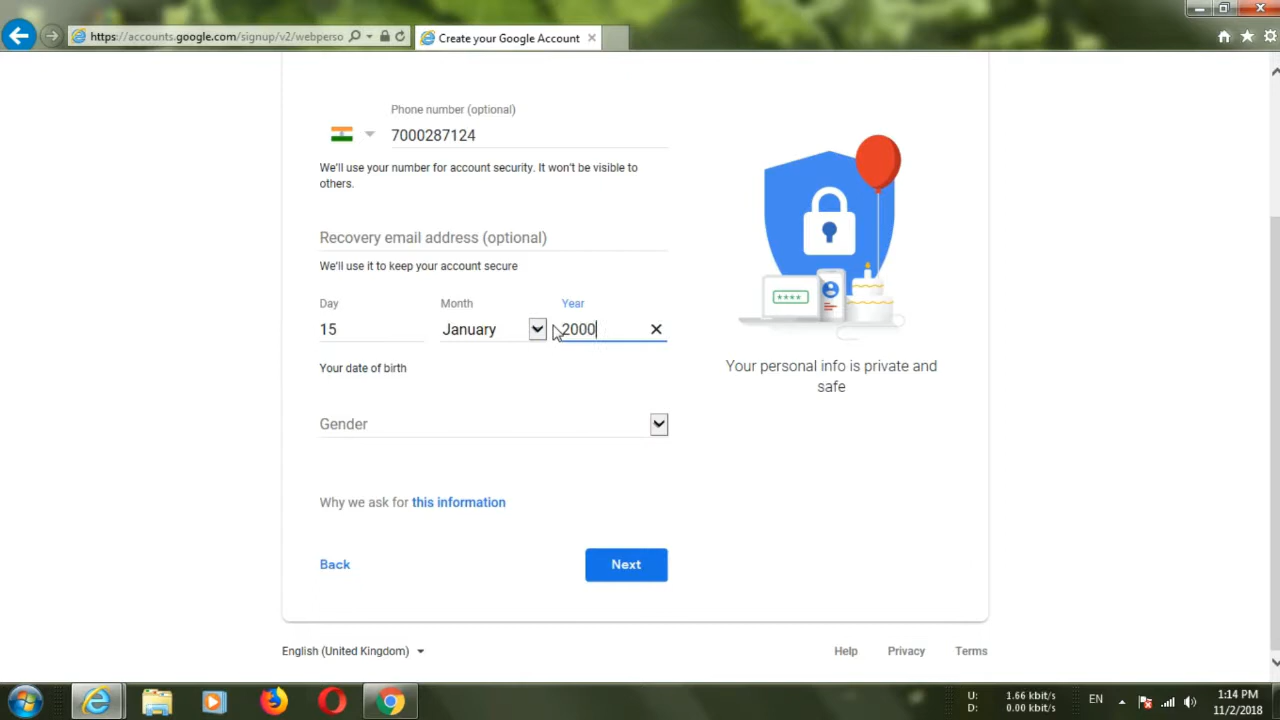 https://accounts.google.com/signup/v2/webperso
Create your Google Account
Phone number (optional)
7000287124
We'll use your number for account security. It won't be visible to
others.
Recovery email address (optional)
We'll use it to keep your account secure
Day
Month
Year
15
January
2000
Your date of birth
Gender
Why we ask for this information
Back
Next
****
Your personal info is private and
safe
English (United Kingdom)
Help
Privacy
Terms
U: 1.66 kbit/s
D: 0.00 kbit/s
EN
1:14 PM
11/2/2018